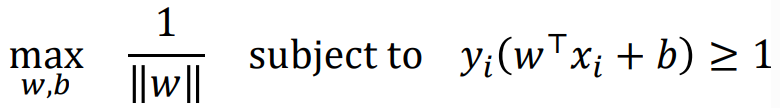 max_{w,b} 1/‖w‖ subject to y_i(w^⊤x_i + b) ≥ 1